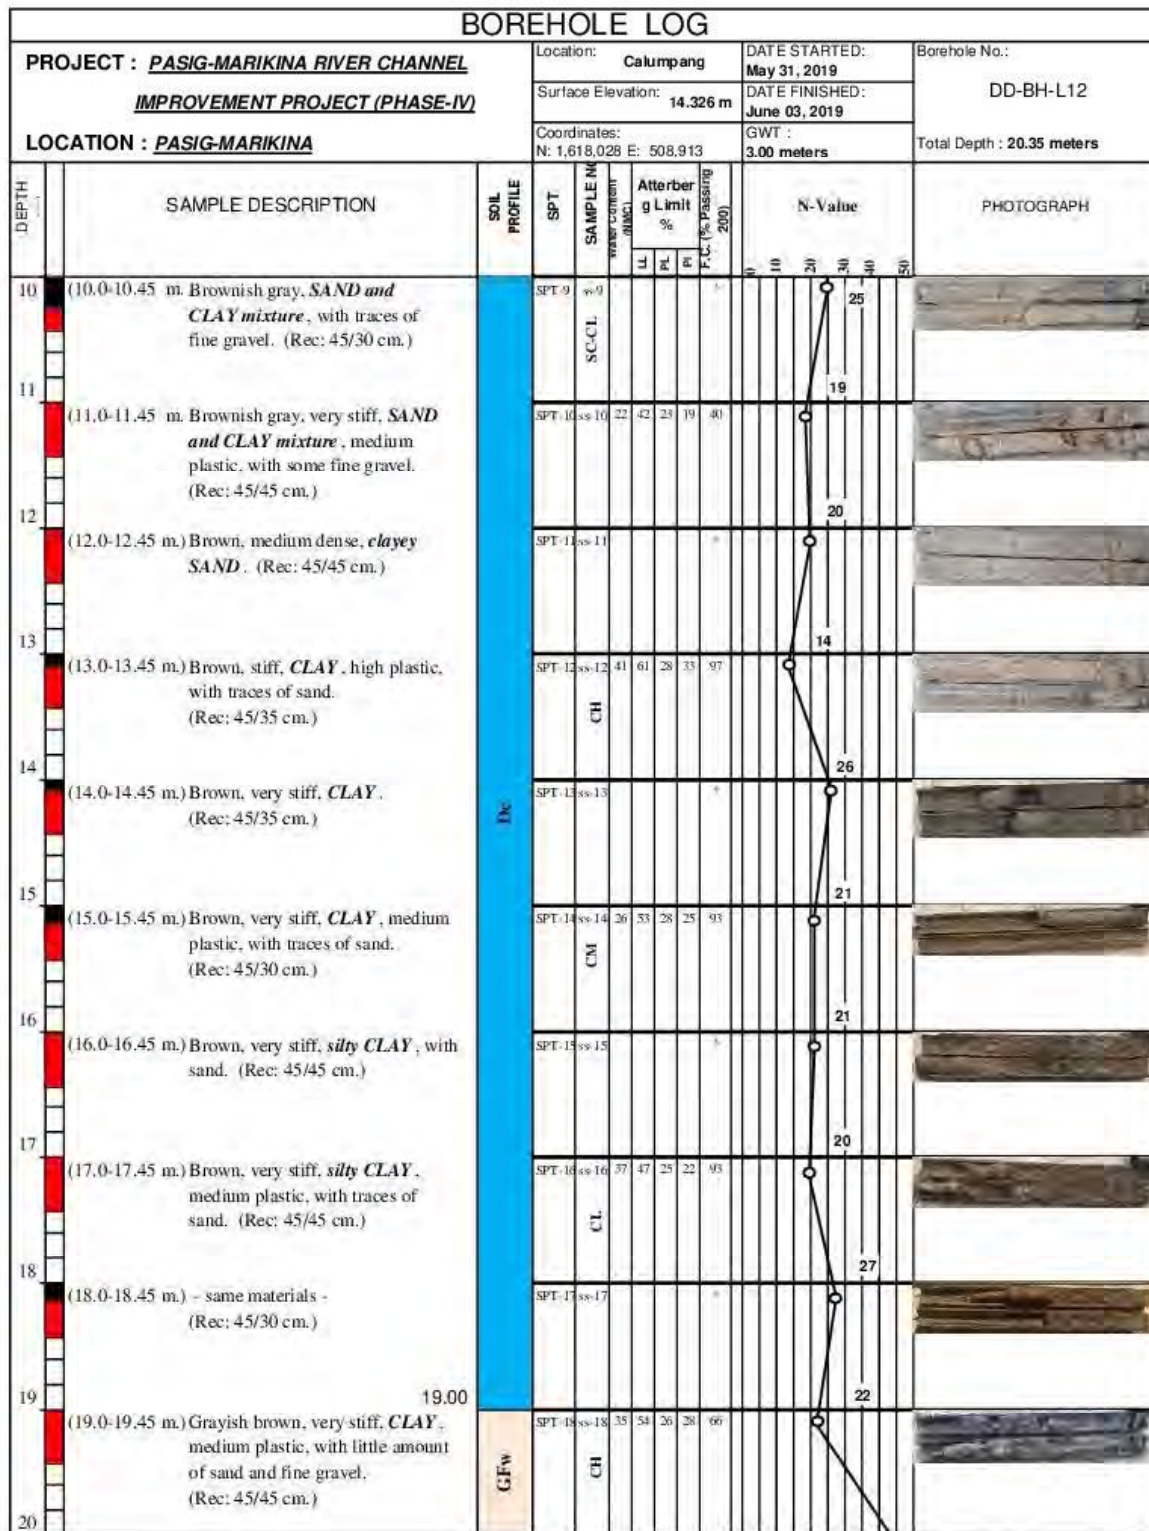 BOREHOLE LOG
PROJECT : PASIG-MARIKINA RIVER CHANNEL
IMPROVEMENT PROJECT (PHASE-IV)
LOCATION : PASIG-MARIKINA
Location: Calumpang
Surface Elevation: 14.326 m
Coordinates:
N: 1,618,028 E: 508,913
DATE STARTED:
May 31, 2019
DATE FINISHED:
June 03, 2019
GWT :
3.00 meters
Borehole No.:
DD-BH-L12
Total Depth : 20.35 meters
DEPTH
SAMPLE DESCRIPTION
SOIL PROFILE
SPT
SAMPLE NO
Water Content (NMC)
Atterber
g Limit
%
LL PL PI
F.C. (% Passing 200)
N-Value
0 10 20 30 40 50
PHOTOGRAPH
10 (10.0-10.45 m. Brownish gray, SAND and
CLAY mixture, with traces of
fine gravel. (Rec: 45/30 cm.)
SPT-9 ss-9
SC-CL
25
11
19
(11.0-11.45 m. Brownish gray, very stiff, SAND
and CLAY mixture, medium
plastic, with some fine gravel.
(Rec: 45/45 cm.)
SPT-10 ss-10 22 42 23 19 40
12
20
(12.0-12.45 m.) Brown, medium dense, clayey
SAND. (Rec: 45/45 cm.)
SPT-11 ss-11
13
14
(13.0-13.45 m.) Brown, stiff, CLAY, high plastic,
with traces of sand.
(Rec: 45/35 cm.)
SPT-12 ss-12 41 61 28 33 97
CH
14
26
(14.0-14.45 m.) Brown, very stiff, CLAY.
(Rec: 45/35 cm.)
SPT-13 ss-13
Dc
15
21
(15.0-15.45 m.) Brown, very stiff, CLAY, medium
plastic, with traces of sand.
(Rec: 45/30 cm.)
SPT-14 ss-14 26 53 28 25 93
CM
16
21
(16.0-16.45 m.) Brown, very stiff, silty CLAY, with
sand. (Rec: 45/45 cm.)
SPT-15 ss-15
17
20
(17.0-17.45 m.) Brown, very stiff, silty CLAY,
medium plastic, with traces of
sand. (Rec: 45/45 cm.)
SPT-16 ss-16 37 47 25 22 93
CL
18
27
(18.0-18.45 m.) - same materials -
(Rec: 45/30 cm.)
SPT-17 ss-17
19
19.00
22
(19.0-19.45 m.) Grayish brown, very stiff, CLAY,
medium plastic, with little amount
of sand and fine gravel.
(Rec: 45/45 cm.)
SPT-18 ss-18 35 54 26 28 66
GFw
CH
20